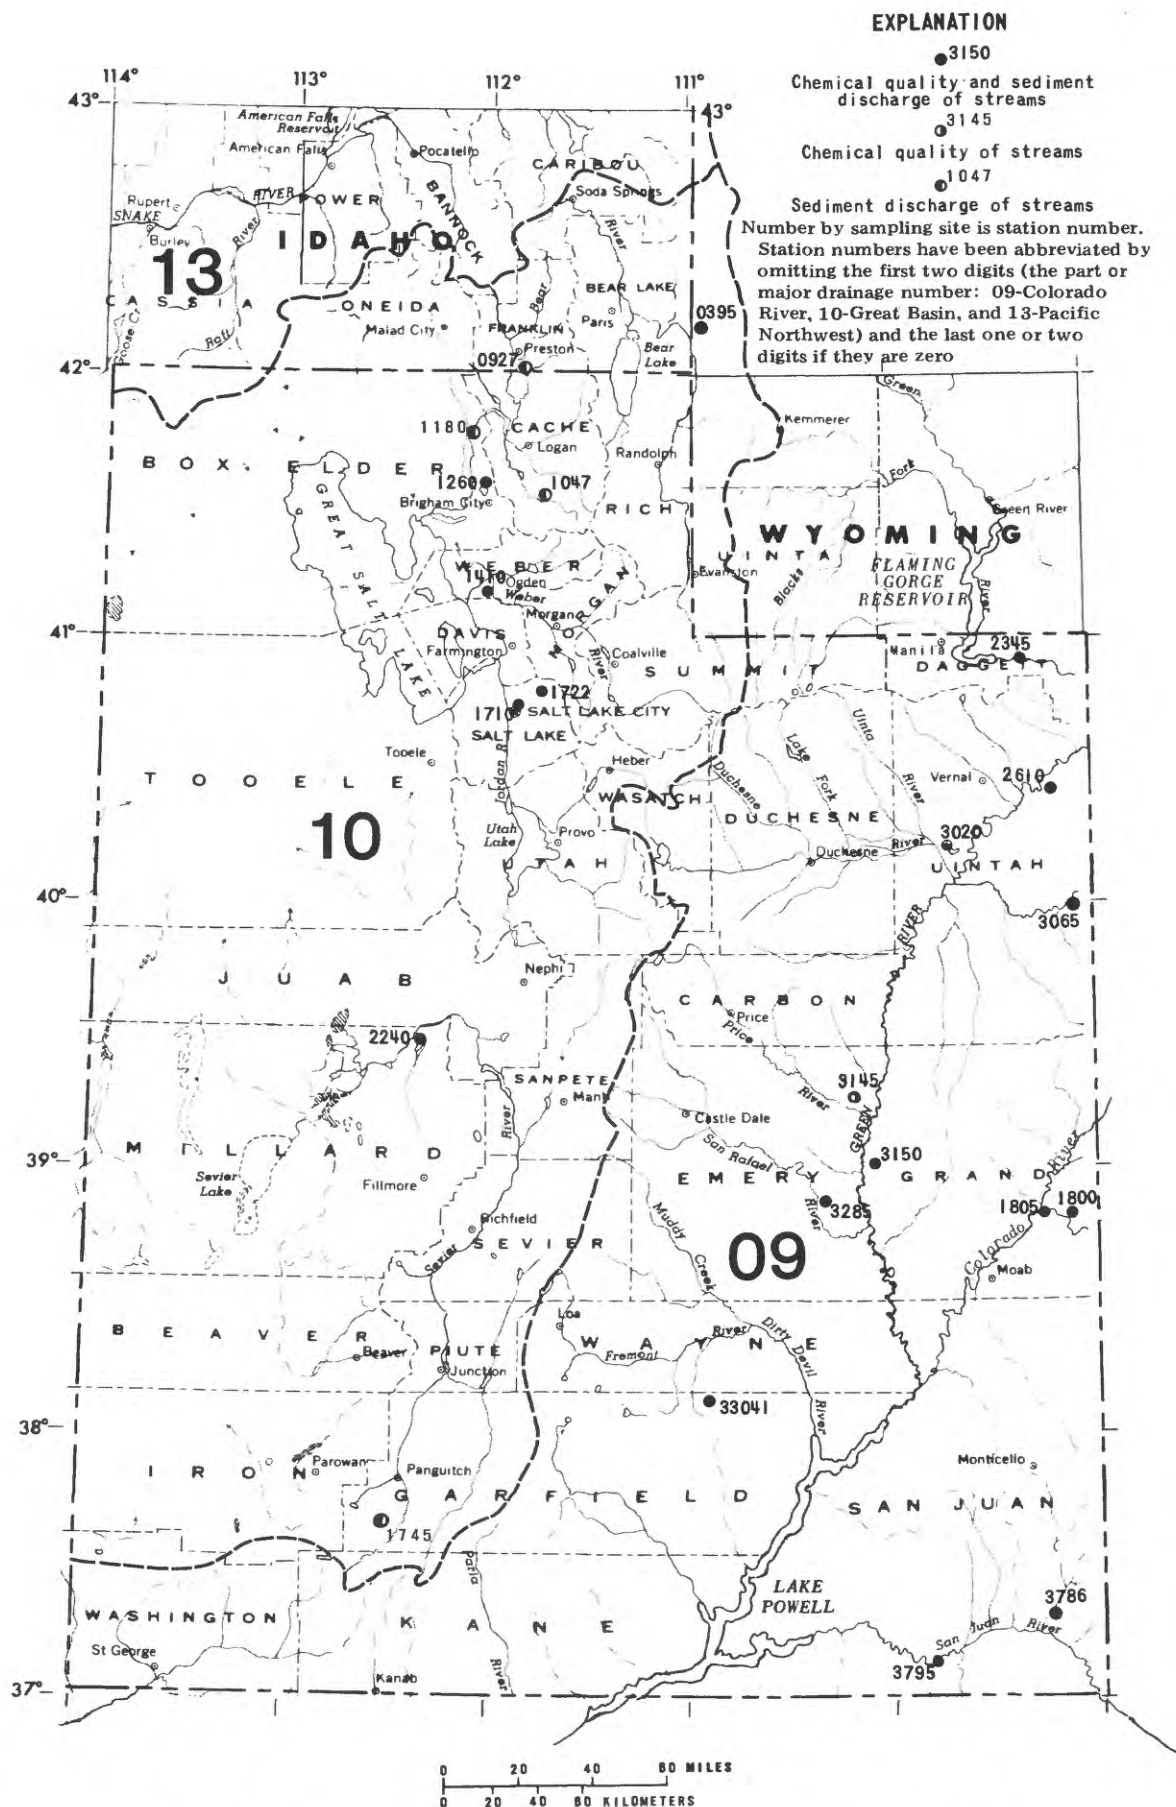 EXPLANATION
3150
Chemical quality and sediment
discharge of streams
3145
Chemical quality of streams
1047
Sediment discharge of streams
Number by sampling site is station number.
Station numbers have been abbreviated by
omitting the first two digits (the part or
major drainage number: 09-Colorado
River, 10-Great Basin, and 13-Pacific
Northwest) and the last one or two
digits if they are zero
114°
113°
112°
111°
43°
43°
American Falls
Reservoir
American Falls
Pocatello
CARIBOU
Soda Springs
BANNOCK
RIVER
POWER
Rupert
SNAKE
Burley
River
IDAHO
13
River
CASSIA
ONEIDA
Bear
BEAR LAKE
Goose Cr
Raft
Malad City
FRANKLIN
Paris
0395
Preston
Bear
Lake
0927
42°
Green
Kemmerer
1180
CACHE
Logan
Randolph
BOX ELDER
Fork
1260
1047
Brigham City
RICH
Green River
GREAT SALT LAKE
WYOMING
UINTA
WEBER
Evanston
FLAMING
GORGE
RESERVOIR
1410
Ogden
Weber
Blacks
River
Morgan
MORGAN
41°
DAVIS
Farmington
River
Coalville
SUMMIT
Manila
2345
DAGGET
1722
1710
SALT LAKE CITY
SALT LAKE
Uinta
Tooele
Jordan R
Heber
Lake
Fork
River
Vernal
2610
TOOELE
Duchesne
WASATCH
DUCHESNE
10
Utah
Lake
Provo
3020
UTAH
Duchesne
River
UINTAH
40°
RIVER
3065
Nephi
JUAB
CARBON
Price
Price
2240
SANPETE
3145
River
Manti
River
Castle Dale
GREEN
River
San Rafael
MILLARD
39°
3150
EMERY
GRAND
Sevier
Lake
Fillmore
1805
1800
3285
River
Richfield
Muddy
Creek
Sevier
SEVIER
09
Colorado
Moab
Loa
BEAVER
River
Dirty
Devil
River
WAYNE
Beaver
PIUTE
Fremont
Junction
33041
38°
Parowan
Panguitch
Monticello
IRON
GARFIELD
SAN JUAN
1745
Paria
River
LAKE
POWELL
3786
WASHINGTON
KANE
San Juan
River
St George
3795
37°
Kanab
0 20 40 60 MILES
0 20 40 60 KILOMETERS